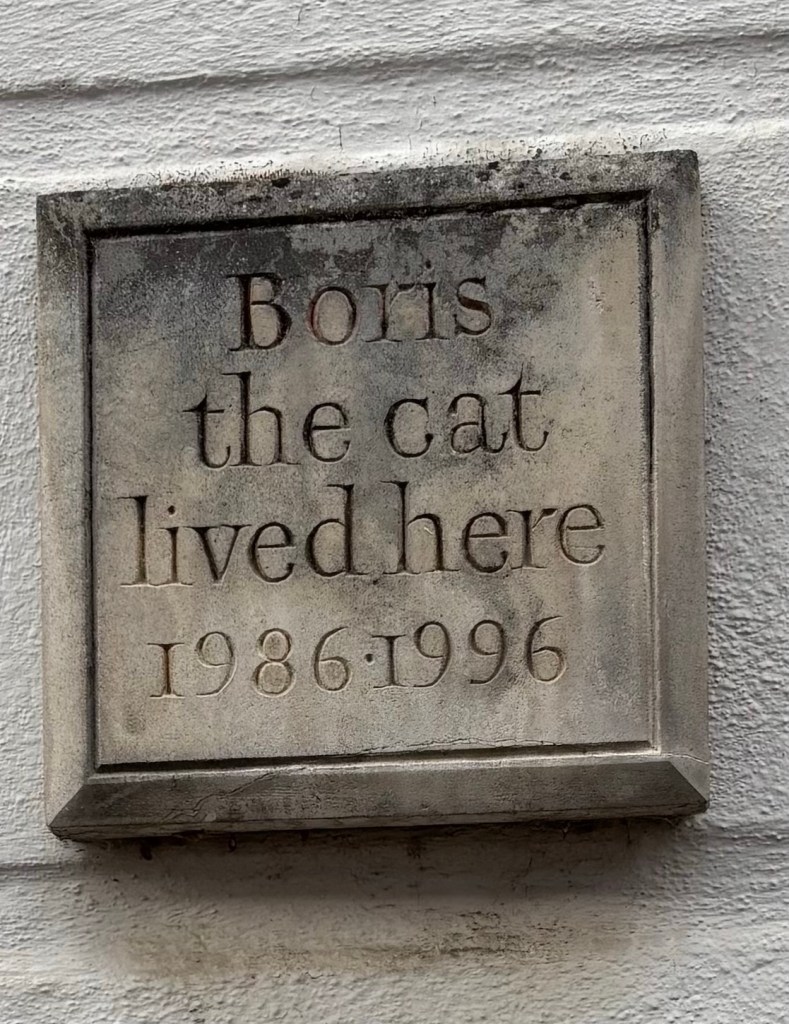 Boris
the cat
lived here
1986·1996